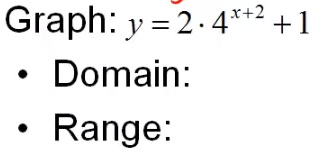 Graph: y = 2 · 4^{x+2} + 1
• Domain:
• Range: